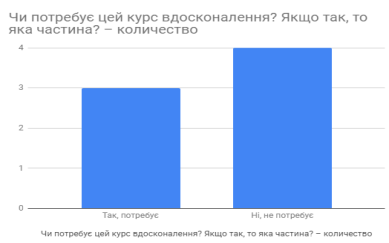 Чи потребує цей курс вдосконалення? Якщо так, то
яка частина? – количество
4
3
2
1
0
Так, потребує
Ні, не потребує
Чи потребує цей курс вдосконалення? Якщо так, то яка частина? – количество